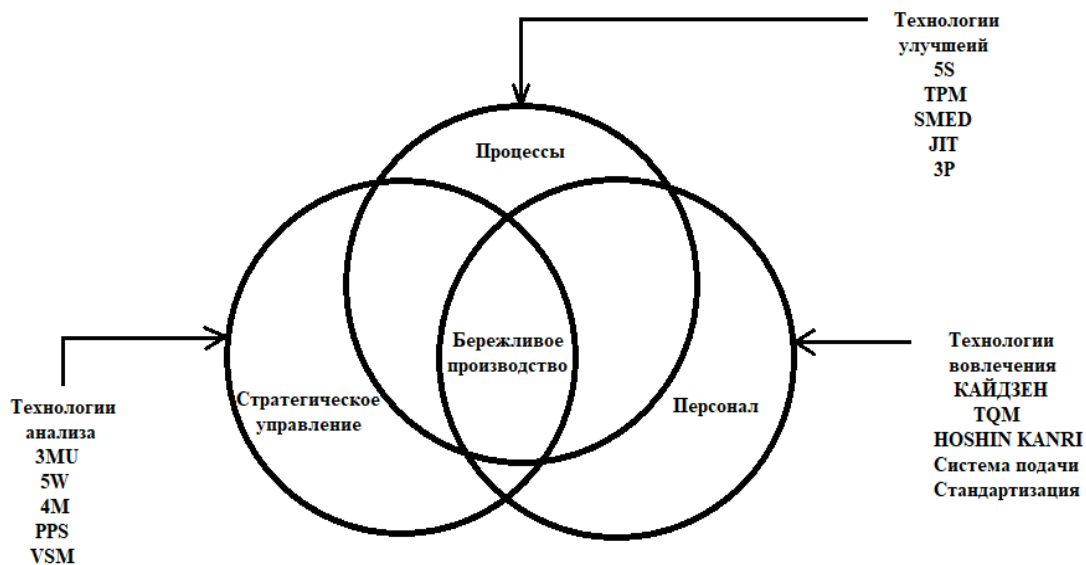 Технологии
улучшеий
5S
TPM
SMED
JIT
3P
Процессы
Бережливое
производство
Стратегическое
управление
Персонал
Технологии
вовлечения
КАЙДЗЕН
TQM
HOSHIN KANRI
Система подачи
Стандартизация
Технологии
анализа
3MU
5W
4M
PPS
VSM